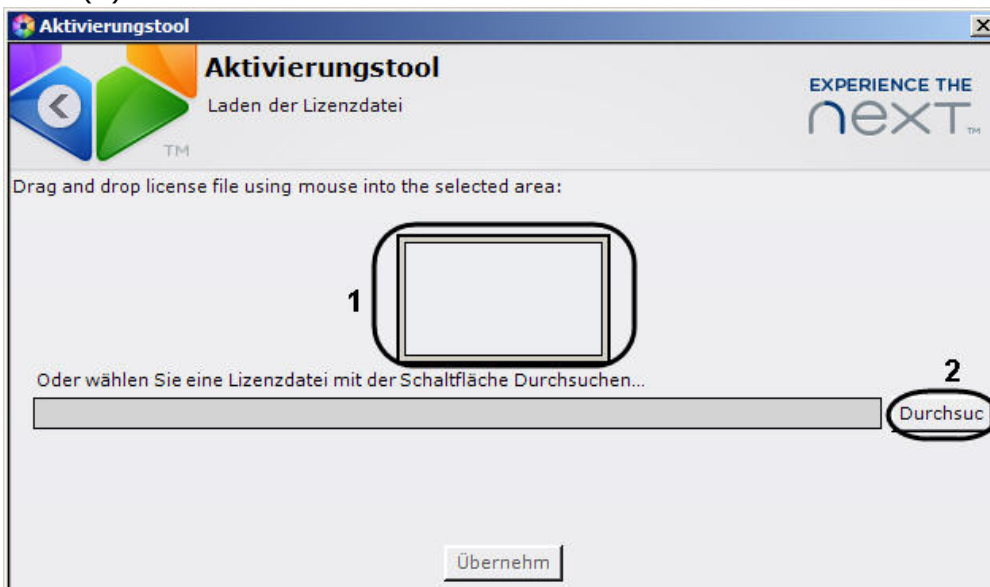 Aktivierungstool
Aktivierungstool
Laden der Lizenzdatei
EXPERIENCE THE
nexT™
TM
Drag and drop license file using mouse into the selected area:
1
Oder wählen Sie eine Lizenzdatei mit der Schaltfläche Durchsuchen...
2
Durchsuc
Übernehm